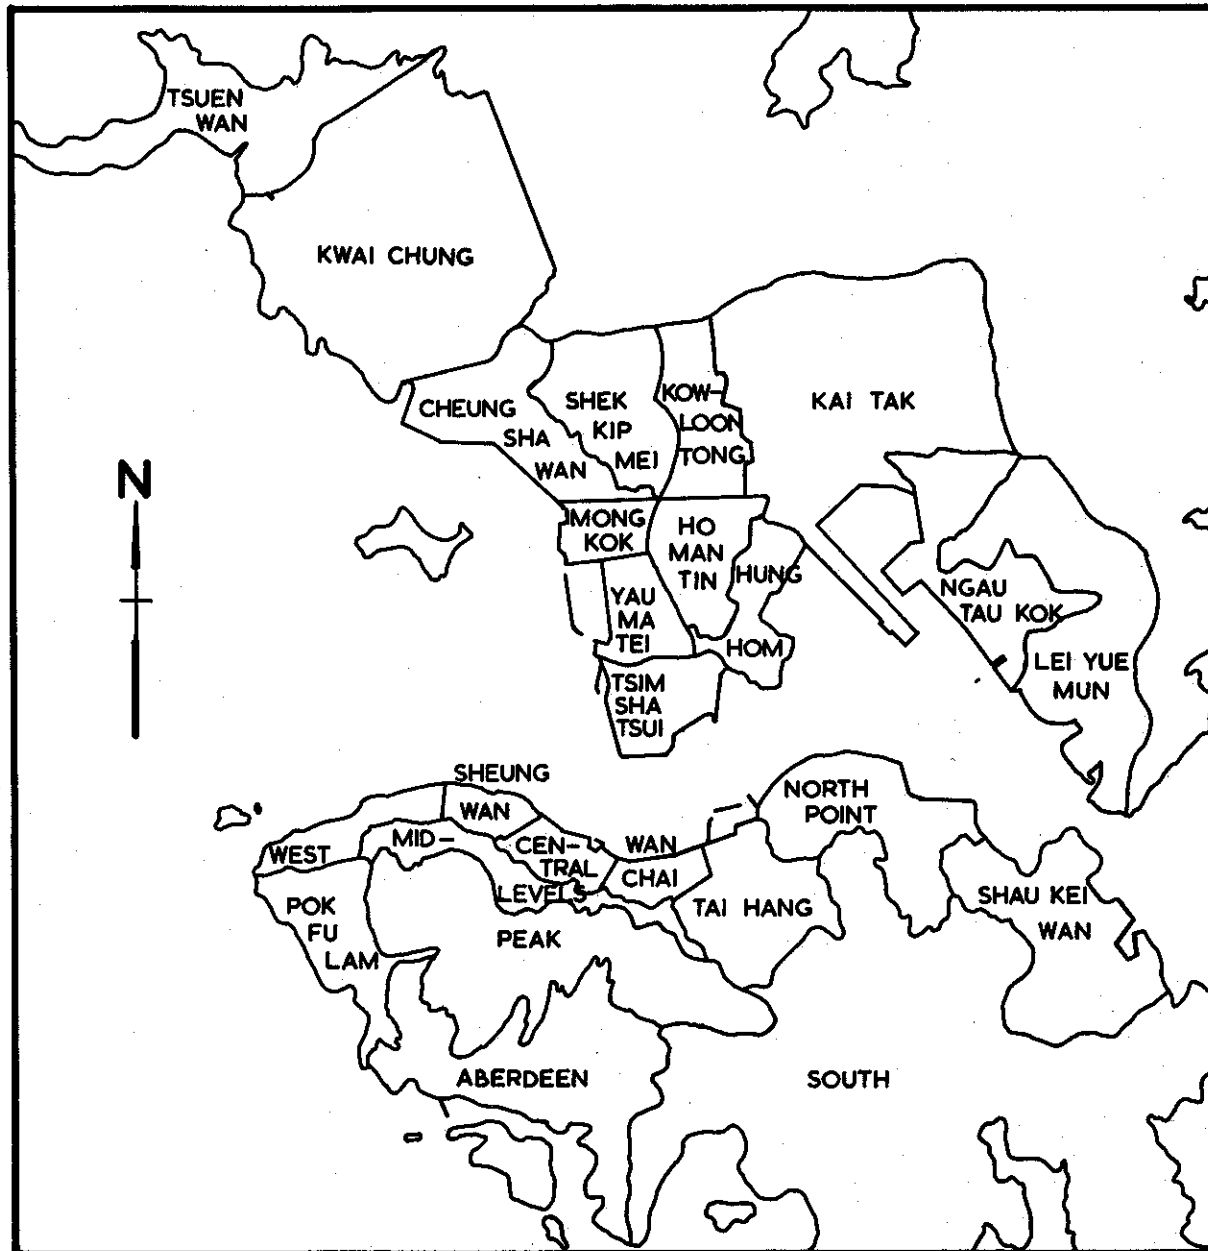 TSUEN
WAN
KWAI CHUNG
CHEUNG
SHA
WAN
SHEK
KIP
MEI
KOW-
LOON
TONG
KAI TAK
N
MONG
KOK
HO
MAN
TIN
HUNG
HOM
YAU
MA
TEI
NGAU
TAU KOK
LEI YUE
MUN
TSIM
SHA
TSUI
SHEUNG
WAN
NORTH
POINT
WEST
MID-
LEVELS
CEN-
TRAL
WAN
CHAI
TAI HANG
SHAU KEI
WAN
POK
FU
LAM
PEAK
ABERDEEN
SOUTH